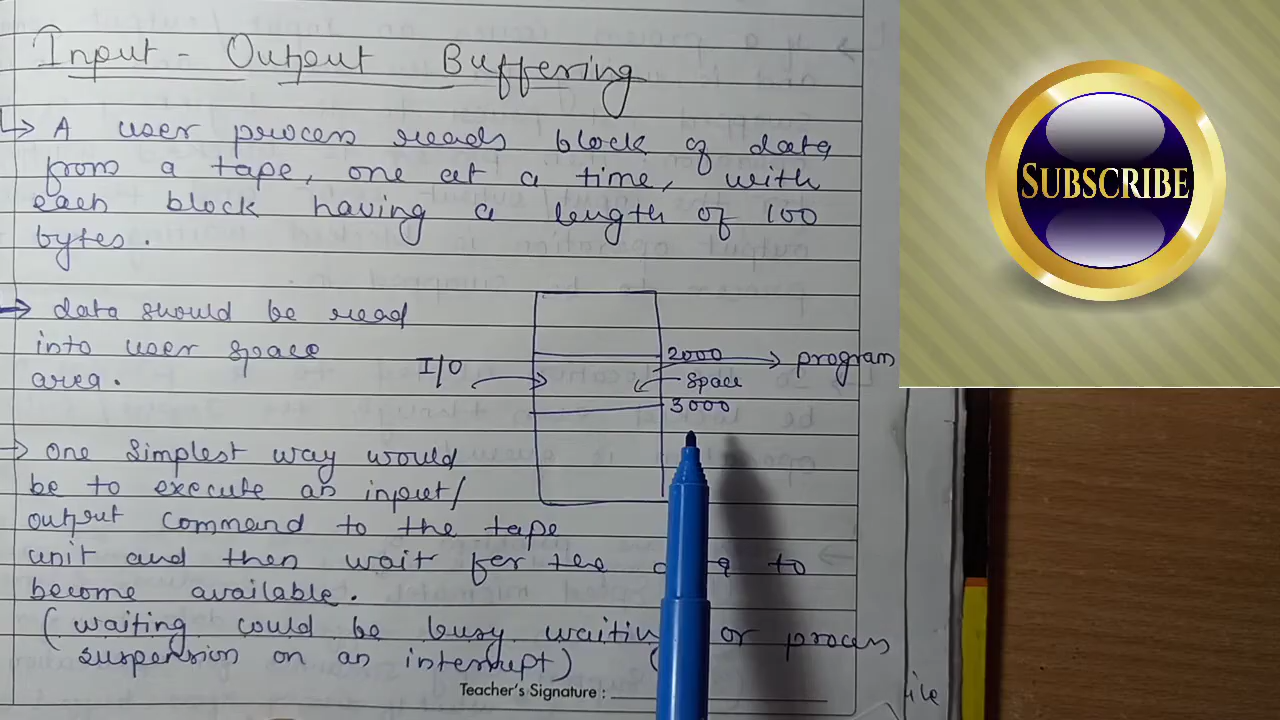 Input - Output Buffering
↳ A user process reads block of data
from a tape, one at a time, with
each block having a length of 100
bytes.
→ data should be read
into user space
area.
I/O
2000 → program
space
3000
→ One simplest way would
be to execute an input/
output command to the tape
unit and then wait for the
to
become available.
(waiting could be busy waitin
or process
suspension on an interrupt) (
Teacher's Signature :
SUBSCRIBE